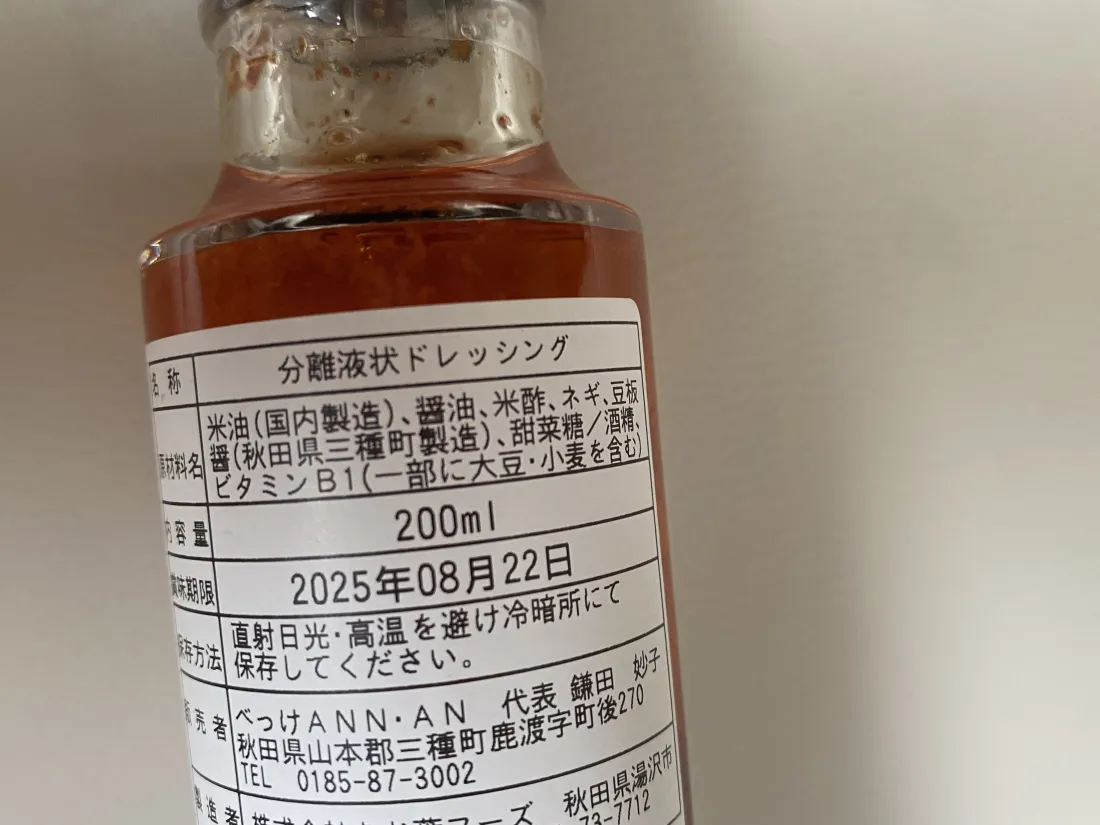 名称 分離液状ドレッシング
原材料名 米油(国内製造)、醤油、米酢、ネギ、豆板
醤(秋田県三種町製造)、甜菜糖/酒精、
ビタミンB1(一部に大豆・小麦を含む)
内容量 200ml
賞味期限 2025年08月22日
保存方法 直射日光・高温を避け冷暗所にて
保存してください。
販売者 べっけANN・AN 代表 鎌田 妙子
秋田県山本郡三種町鹿渡字町後270
TEL 0185-87-3002
製造者 秋田県湯沢市
73-7712